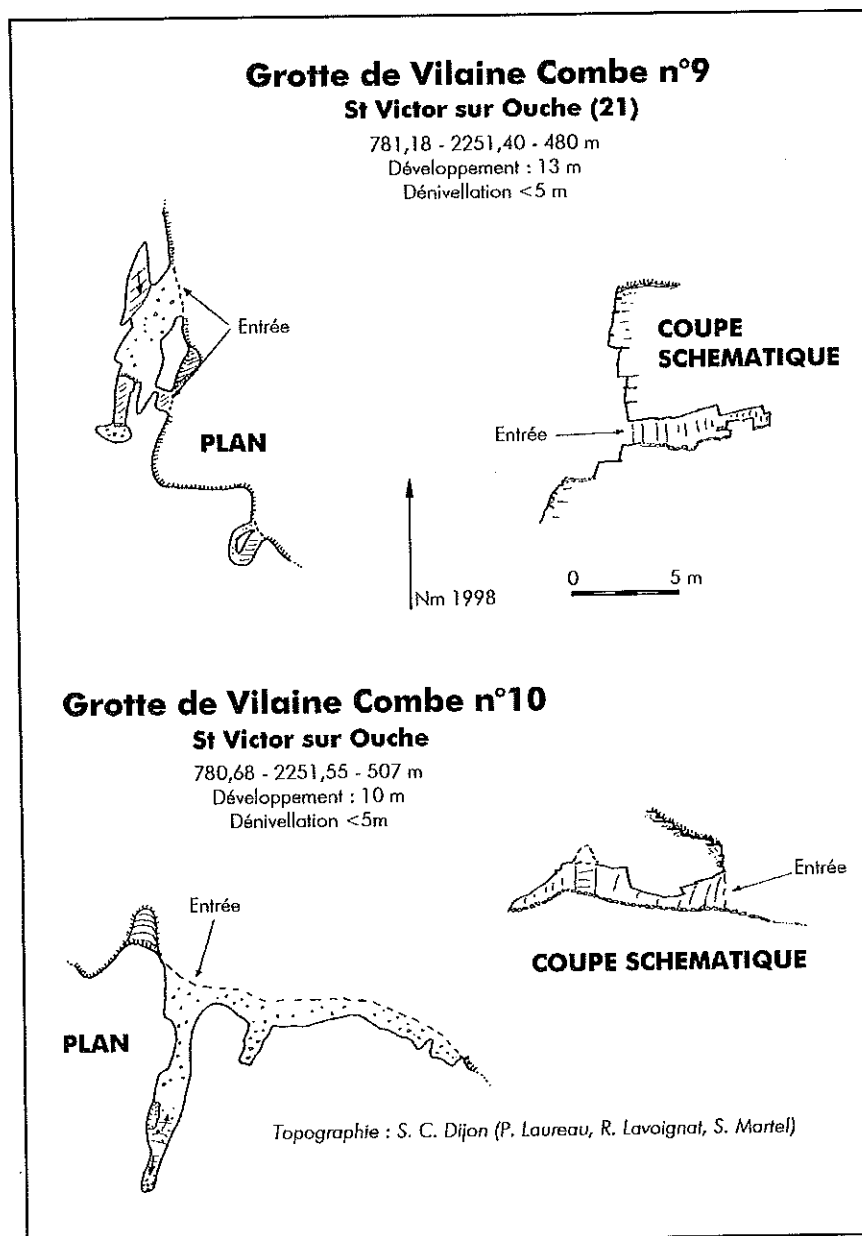 Grotte de Vilaine Combe n°9
St Victor sur Ouche (21)
781,18 - 2251,40 - 480 m
Développement : 13 m
Dénivellation <5 m
Entrée
PLAN
COUPE
SCHEMATIQUE
Entrée
Nm 1998
0 5 m
Grotte de Vilaine Combe n°10
St Victor sur Ouche
780,68 - 2251,55 - 507 m
Développement : 10 m
Dénivellation <5m
Entrée
PLAN
Entrée
COUPE SCHEMATIQUE
Topographie : S. C. Dijon (P. Laureau, R. Lavoignat, S. Martel)